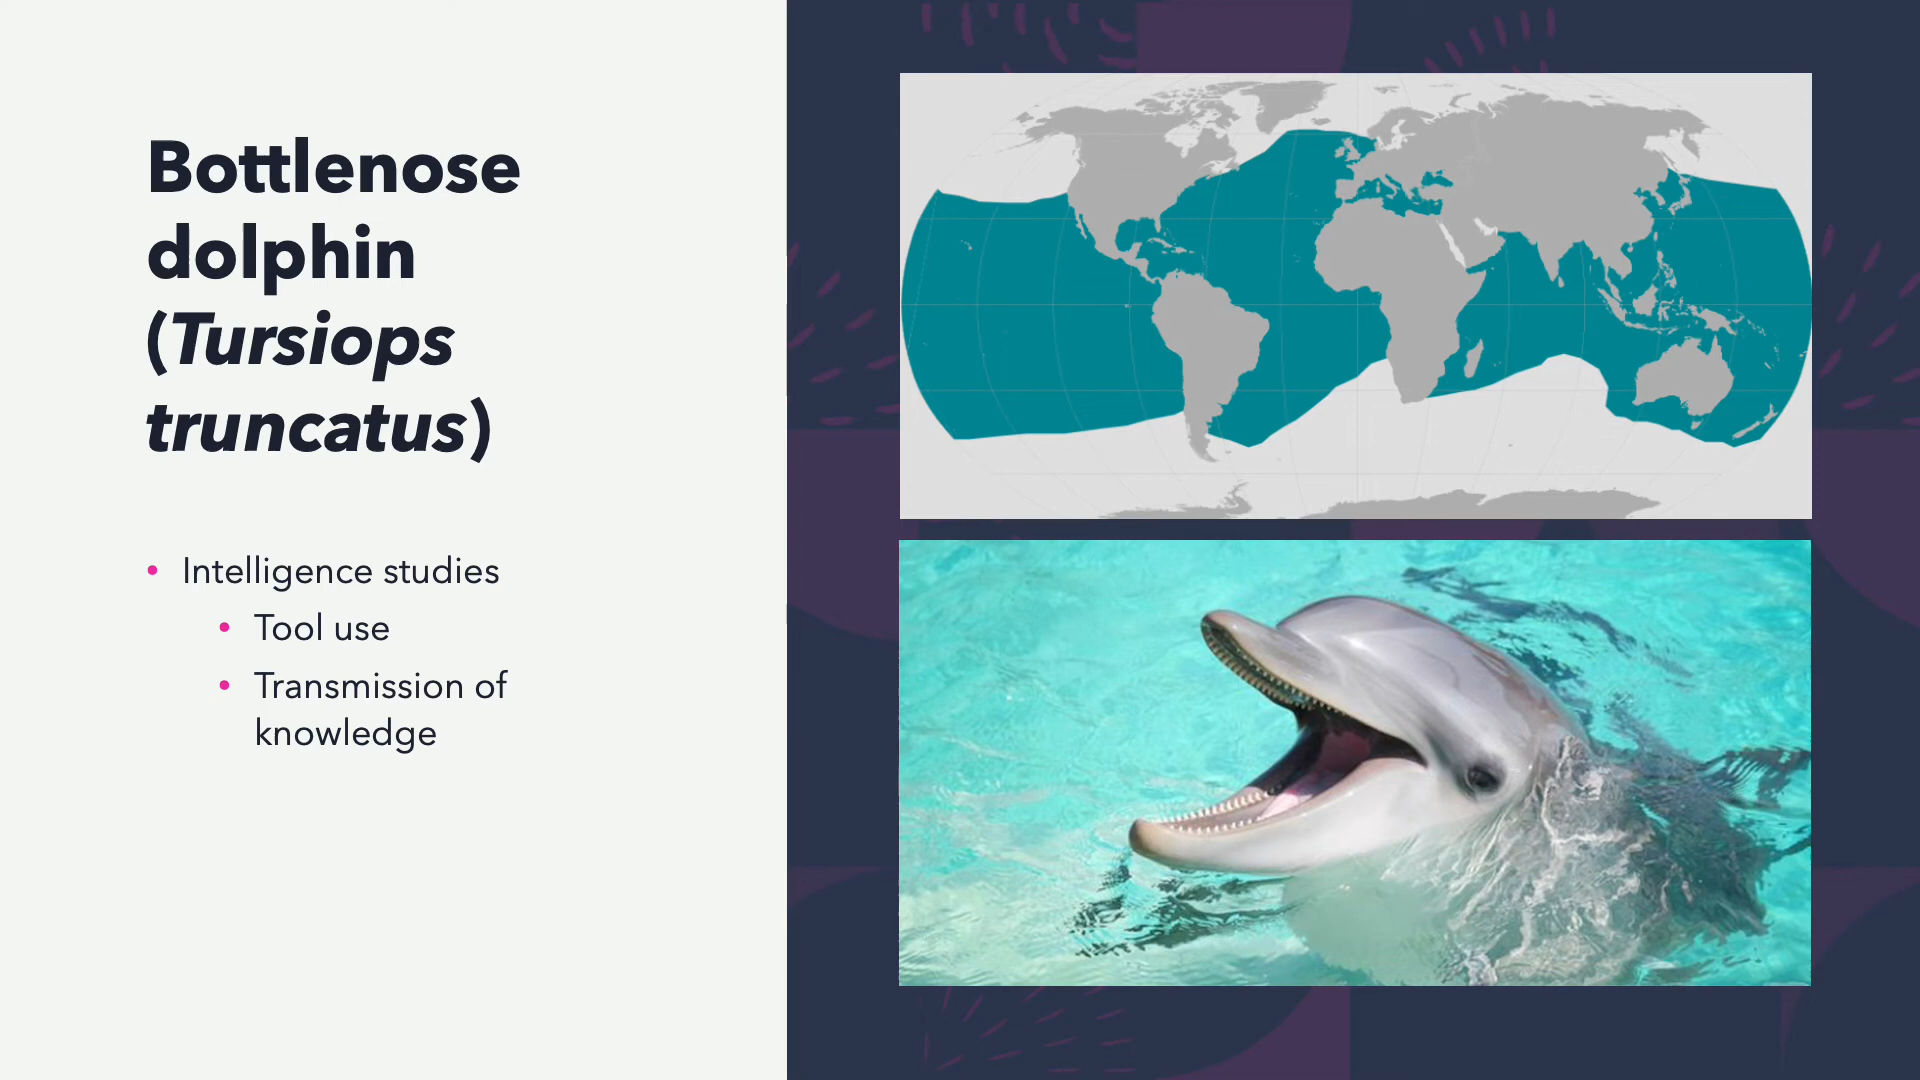 Bottlenose
dolphin
(Tursiops
truncatus)
• Intelligence studies
• Tool use
• Transmission of
knowledge